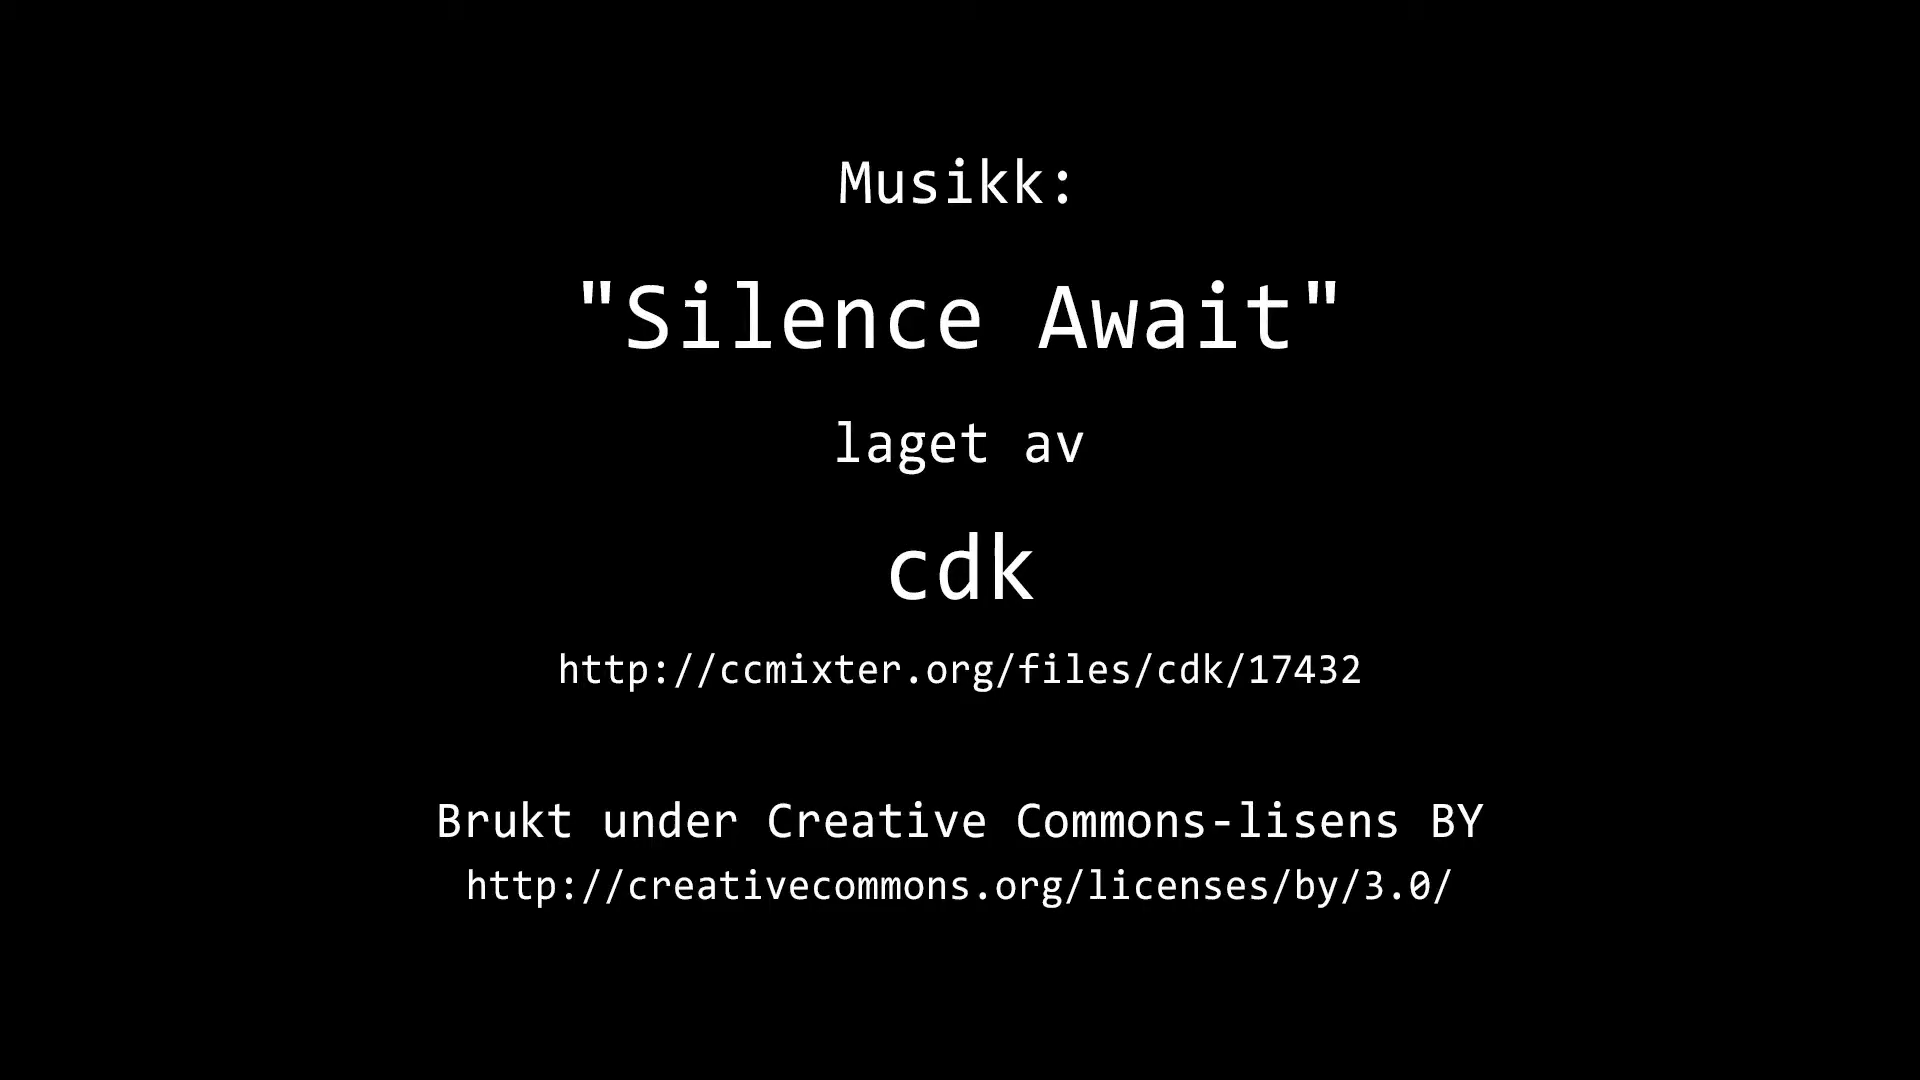 Musikk:
"Silence Await"
laget av
cdk
http://ccmixter.org/files/cdk/17432
Brukt under Creative Commons-lisens BY
http://creativecommons.org/licenses/by/3.0/